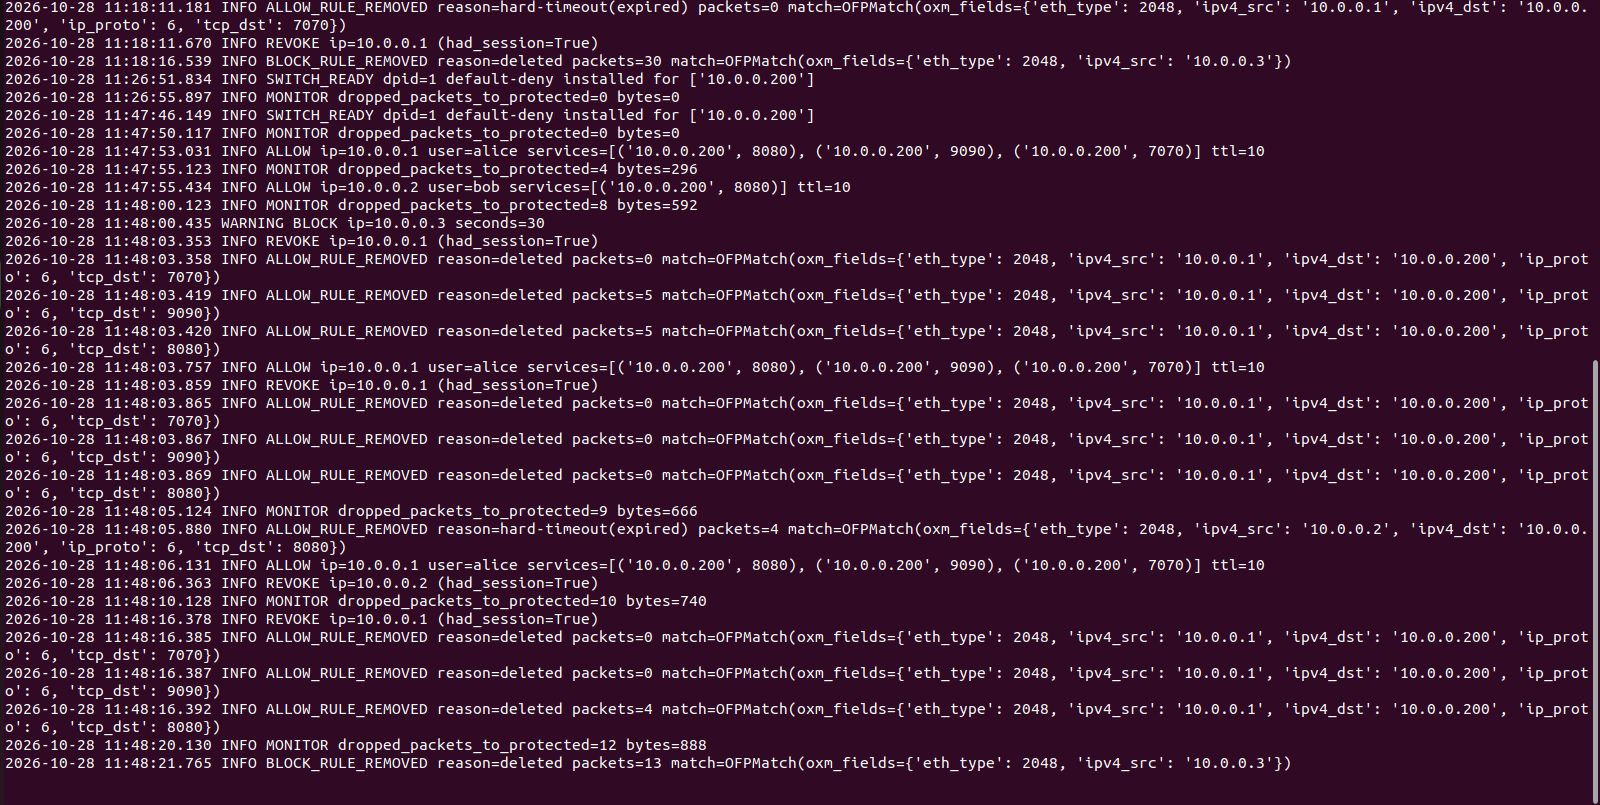 2026-10-28 11:18:11.181 INFO ALLOW_RULE_REMOVED reason=hard-timeout(expired) packets=0 match=OFPMatch(oxm_fields={'eth_type': 2048, 'ipv4_src': '10.0.0.1', 'ipv4_dst': '10.0.0.
200', 'ip_proto': 6, 'tcp_dst': 7070})
2026-10-28 11:18:11.670 INFO REVOKE ip=10.0.0.1 (had_session=True)
2026-10-28 11:18:16.539 INFO BLOCK_RULE_REMOVED reason=deleted packets=30 match=OFPMatch(oxm_fields={'eth_type': 2048, 'ipv4_src': '10.0.0.3'})
2026-10-28 11:26:51.834 INFO SWITCH_READY dpid=1 default-deny installed for ['10.0.0.200']
2026-10-28 11:26:55.897 INFO MONITOR dropped_packets_to_protected=0 bytes=0
2026-10-28 11:47:46.149 INFO SWITCH_READY dpid=1 default-deny installed for ['10.0.0.200']
2026-10-28 11:47:50.117 INFO MONITOR dropped_packets_to_protected=0 bytes=0
2026-10-28 11:47:53.031 INFO ALLOW ip=10.0.0.1 user=alice services=[('10.0.0.200', 8080), ('10.0.0.200', 9090), ('10.0.0.200', 7070)] ttl=10
2026-10-28 11:47:55.123 INFO MONITOR dropped_packets_to_protected=4 bytes=296
2026-10-28 11:47:55.434 INFO ALLOW ip=10.0.0.2 user=bob services=[('10.0.0.200', 8080)] ttl=10
2026-10-28 11:48:00.123 INFO MONITOR dropped_packets_to_protected=8 bytes=592
2026-10-28 11:48:00.435 WARNING BLOCK ip=10.0.0.3 seconds=30
2026-10-28 11:48:03.353 INFO REVOKE ip=10.0.0.1 (had_session=True)
2026-10-28 11:48:03.358 INFO ALLOW_RULE_REMOVED reason=deleted packets=0 match=OFPMatch(oxm_fields={'eth_type': 2048, 'ipv4_src': '10.0.0.1', 'ipv4_dst': '10.0.0.200', 'ip_prot
o': 6, 'tcp_dst': 7070})
2026-10-28 11:48:03.419 INFO ALLOW_RULE_REMOVED reason=deleted packets=5 match=OFPMatch(oxm_fields={'eth_type': 2048, 'ipv4_src': '10.0.0.1', 'ipv4_dst': '10.0.0.200', 'ip_prot
o': 6, 'tcp_dst': 9090})
2026-10-28 11:48:03.420 INFO ALLOW_RULE_REMOVED reason=deleted packets=5 match=OFPMatch(oxm_fields={'eth_type': 2048, 'ipv4_src': '10.0.0.1', 'ipv4_dst': '10.0.0.200', 'ip_prot
o': 6, 'tcp_dst': 8080})
2026-10-28 11:48:03.757 INFO ALLOW ip=10.0.0.1 user=alice services=[('10.0.0.200', 8080), ('10.0.0.200', 9090), ('10.0.0.200', 7070)] ttl=10
2026-10-28 11:48:03.859 INFO REVOKE ip=10.0.0.1 (had_session=True)
2026-10-28 11:48:03.865 INFO ALLOW_RULE_REMOVED reason=deleted packets=0 match=OFPMatch(oxm_fields={'eth_type': 2048, 'ipv4_src': '10.0.0.1', 'ipv4_dst': '10.0.0.200', 'ip_prot
o': 6, 'tcp_dst': 7070})
2026-10-28 11:48:03.867 INFO ALLOW_RULE_REMOVED reason=deleted packets=0 match=OFPMatch(oxm_fields={'eth_type': 2048, 'ipv4_src': '10.0.0.1', 'ipv4_dst': '10.0.0.200', 'ip_prot
o': 6, 'tcp_dst': 9090})
2026-10-28 11:48:03.869 INFO ALLOW_RULE_REMOVED reason=deleted packets=0 match=OFPMatch(oxm_fields={'eth_type': 2048, 'ipv4_src': '10.0.0.1', 'ipv4_dst': '10.0.0.200', 'ip_prot
o': 6, 'tcp_dst': 8080})
2026-10-28 11:48:05.124 INFO MONITOR dropped_packets_to_protected=9 bytes=666
2026-10-28 11:48:05.880 INFO ALLOW_RULE_REMOVED reason=hard-timeout(expired) packets=4 match=OFPMatch(oxm_fields={'eth_type': 2048, 'ipv4_src': '10.0.0.2', 'ipv4_dst': '10.0.0.
200', 'ip_proto': 6, 'tcp_dst': 8080})
2026-10-28 11:48:06.131 INFO ALLOW ip=10.0.0.1 user=alice services=[('10.0.0.200', 8080), ('10.0.0.200', 9090), ('10.0.0.200', 7070)] ttl=10
2026-10-28 11:48:06.363 INFO REVOKE ip=10.0.0.2 (had_session=True)
2026-10-28 11:48:10.128 INFO MONITOR dropped_packets_to_protected=10 bytes=740
2026-10-28 11:48:16.378 INFO REVOKE ip=10.0.0.1 (had_session=True)
2026-10-28 11:48:16.385 INFO ALLOW_RULE_REMOVED reason=deleted packets=0 match=OFPMatch(oxm_fields={'eth_type': 2048, 'ipv4_src': '10.0.0.1', 'ipv4_dst': '10.0.0.200', 'ip_prot
o': 6, 'tcp_dst': 7070})
2026-10-28 11:48:16.387 INFO ALLOW_RULE_REMOVED reason=deleted packets=0 match=OFPMatch(oxm_fields={'eth_type': 2048, 'ipv4_src': '10.0.0.1', 'ipv4_dst': '10.0.0.200', 'ip_prot
o': 6, 'tcp_dst': 9090})
2026-10-28 11:48:16.392 INFO ALLOW_RULE_REMOVED reason=deleted packets=4 match=OFPMatch(oxm_fields={'eth_type': 2048, 'ipv4_src': '10.0.0.1', 'ipv4_dst': '10.0.0.200', 'ip_prot
o': 6, 'tcp_dst': 8080})
2026-10-28 11:48:20.130 INFO MONITOR dropped_packets_to_protected=12 bytes=888
2026-10-28 11:48:21.765 INFO BLOCK_RULE_REMOVED reason=deleted packets=13 match=OFPMatch(oxm_fields={'eth_type': 2048, 'ipv4_src': '10.0.0.3'})